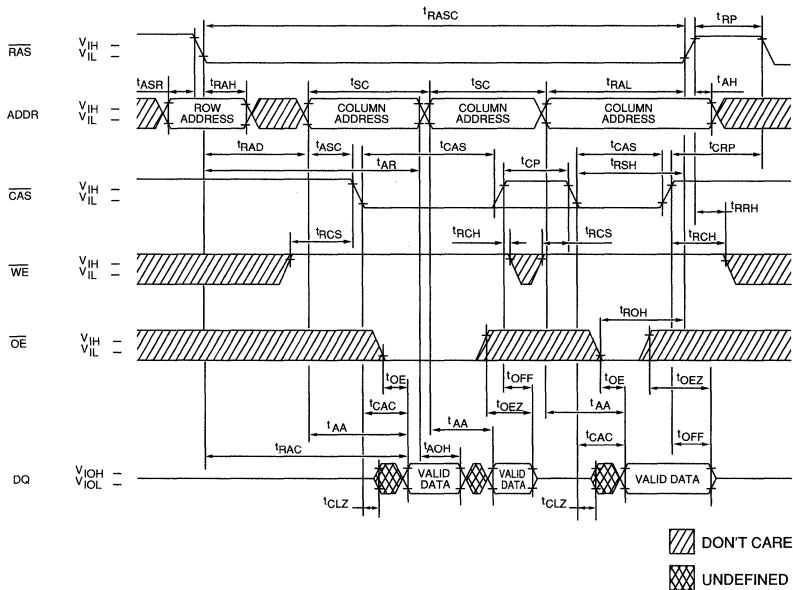 tRASC
tRP
RAS
VIH
VIL
tASR
tRAH
tSC
tSC
tRAL
tAH
ADDR
VIH
VIL
ROW
ADDRESS
COLUMN
ADDRESS
COLUMN
ADDRESS
COLUMN
ADDRESS
tRAD
tASC
tCAS
tCAS
tAR
tCP
tRSH
tCRP
CAS
VIH
VIL
tRRH
tRCS
tRCH
tRCS
tRCH
WE
VIH
VIL
tROH
OE
VIH
VIL
tOE
tOFF
tOE
tOEZ
tCAC
tOEZ
tAA
tAA
tAA
tCAC
tRAC
tAOH
tOFF
DQ
VIOH
VIOL
VALID
DATA
VALID
DATA
VALID DATA
tCLZ
tCLZ
DON'T CARE
UNDEFINED